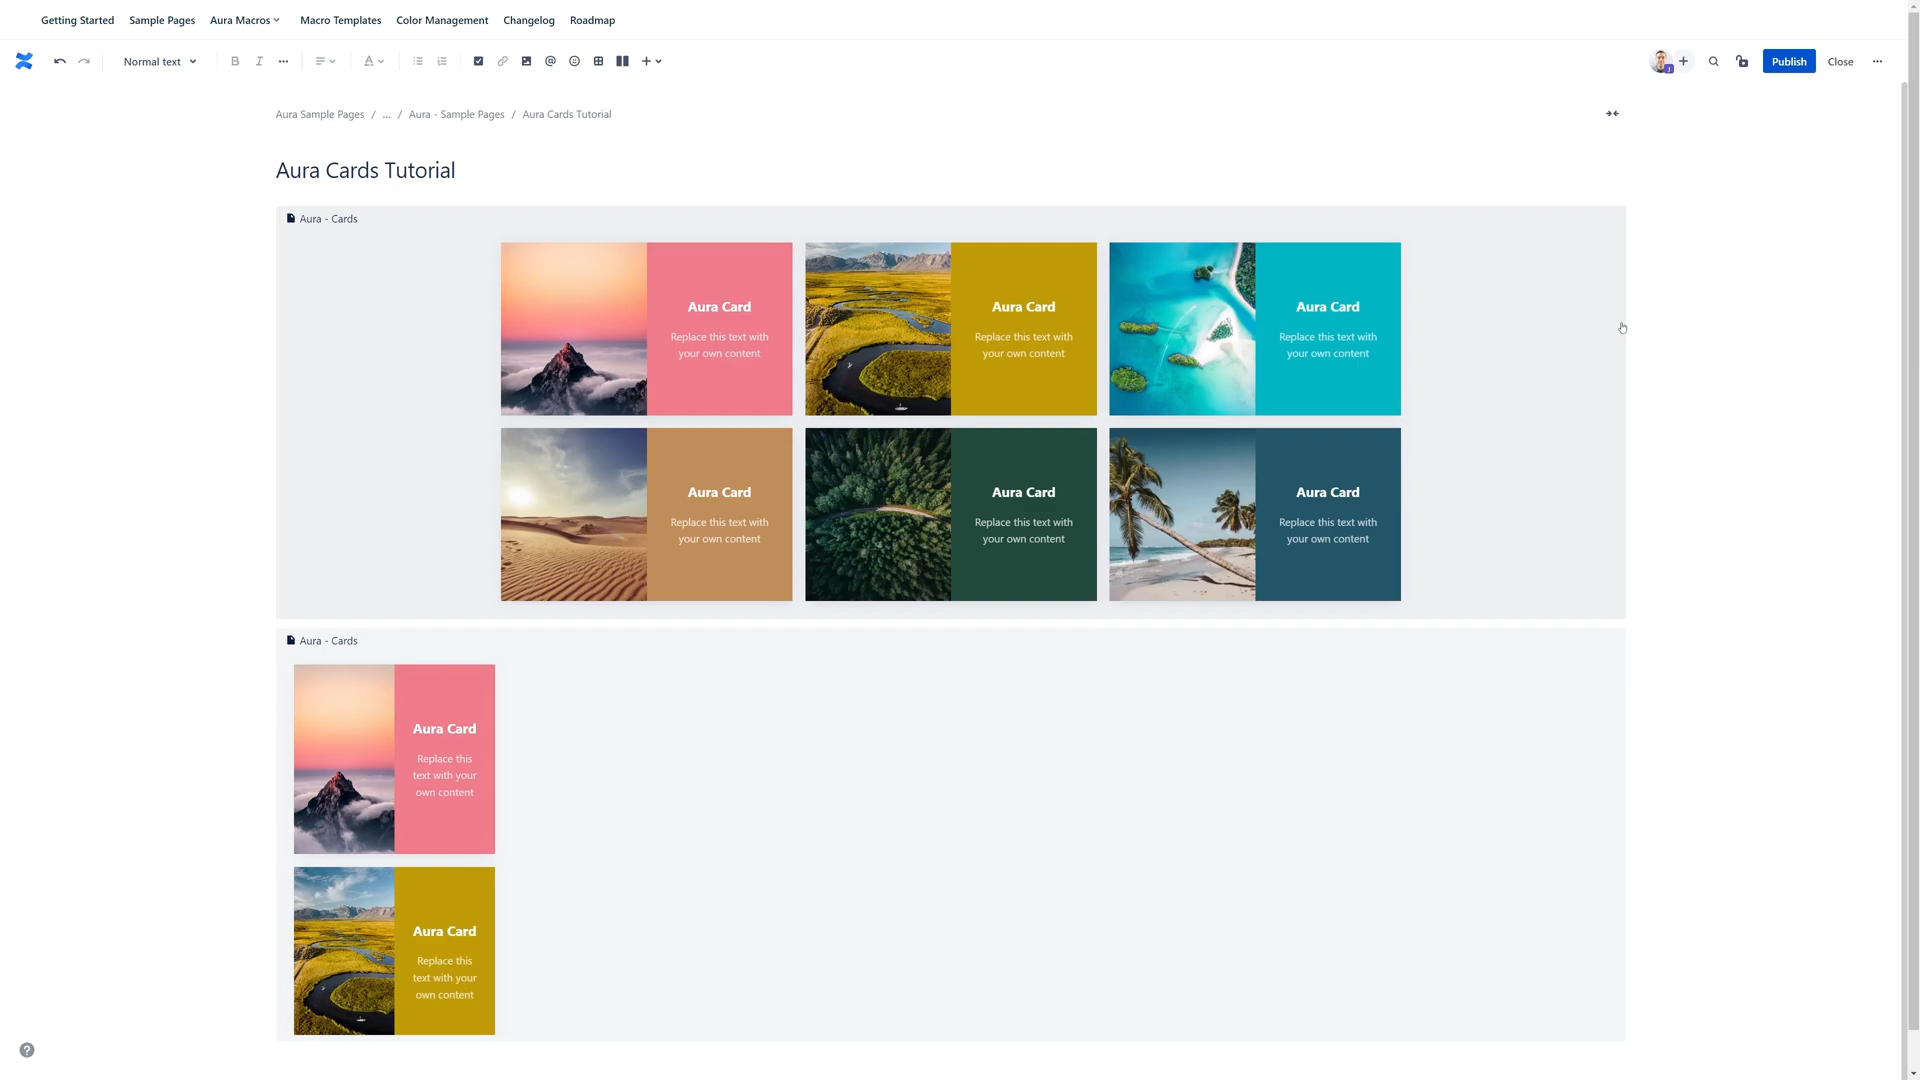 Getting Started Sample Pages Aura Macros Macro Templates Color Management Changelog Roadmap
Normal text B I A @ Publish Close
Aura Sample Pages / ... / Aura - Sample Pages / Aura Cards Tutorial
Aura Cards Tutorial
Aura - Cards
Aura Card
Replace this text with
your own content
Aura Card
Replace this text with
your own content
Aura Card
Replace this text with
your own content
Aura Card
Replace this text with
your own content
Aura Card
Replace this text with
your own content
Aura Card
Replace this text with
your own content
Aura - Cards
Aura Card
Replace this
text with your
own content
Aura Card
Replace this
text with your
own content
?